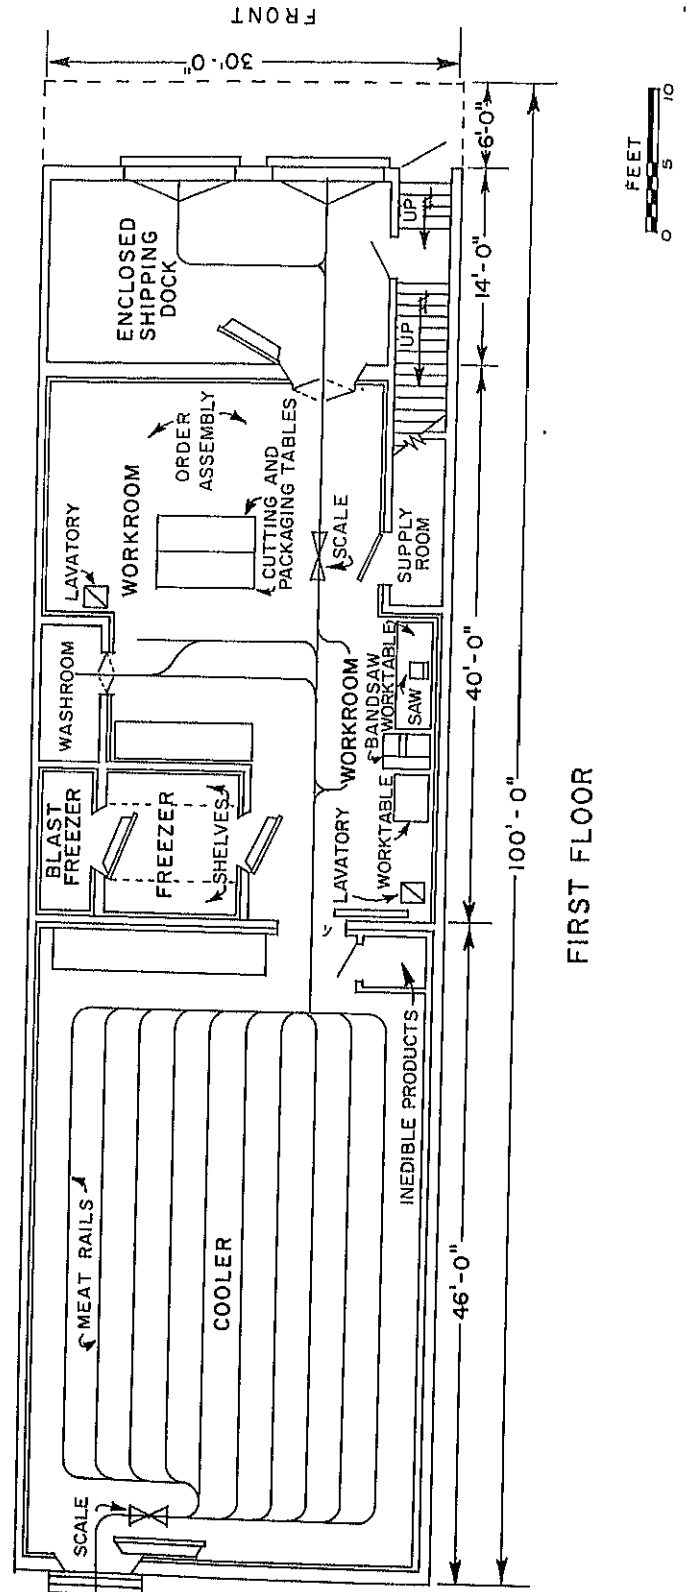 FRONT
30'-0"
6'-0"
ENCLOSED
SHIPPING
DOCK
UP
UP
14'-0"
FEET
0 5 10
LAVATORY
WORKROOM
ORDER
ASSEMBLY
CUTTING AND
PACKAGING TABLES
SCALE
SUPPLY
ROOM
WASHROOM
WORKROOM
BANDSAW
WORKTABLE
SAW
40'-0"
BLAST
FREEZER
FREEZER
SHELVES
LAVATORY
WORKTABLE
100'-0"
FIRST FLOOR
INEDIBLE PRODUCTS
MEAT RAILS
COOLER
46'-0"
SCALE